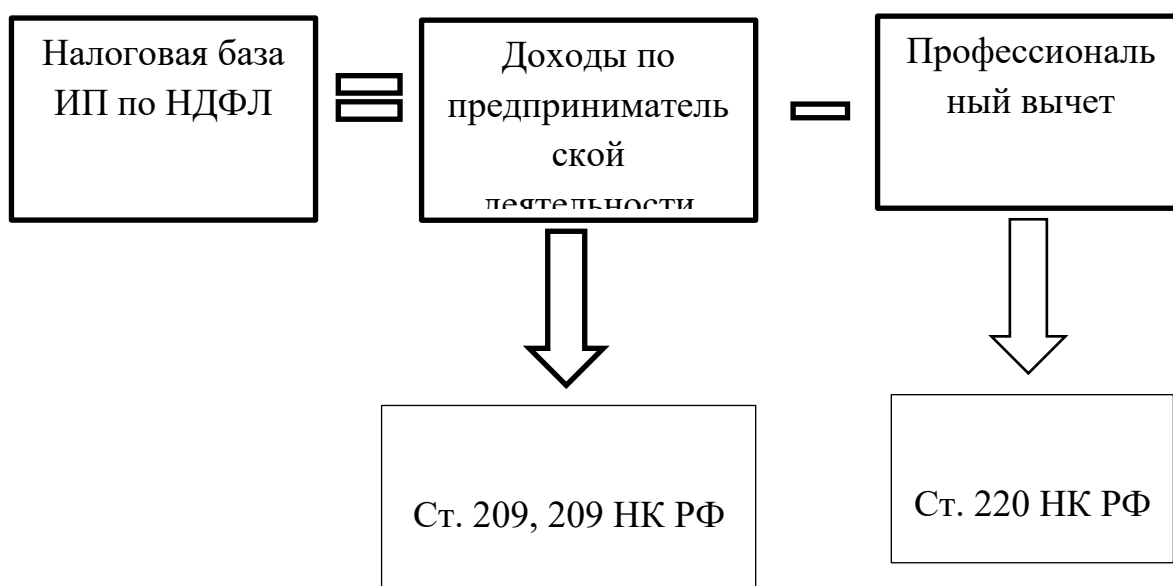 Налоговая база
ИП по НДФЛ
Доходы по
предприниматель
ской
деятельности
Профессиональ
ный вычет
Ст. 209, 209 НК РФ
Ст. 220 НК РФ